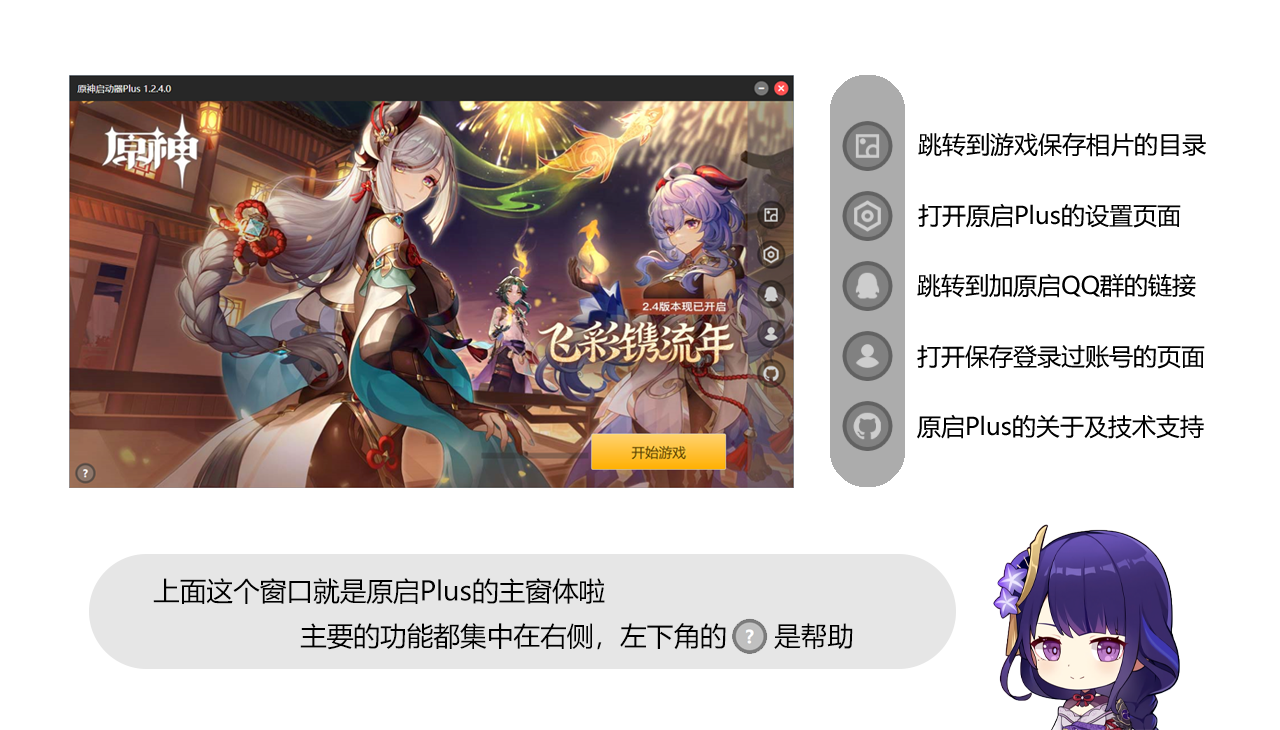 原神启动器Plus 1.2.4.0
原神
2.4版本现已开启
飞彩镌流年
开始游戏
?
跳转到游戏保存相片的目录
打开原启Plus的设置页面
跳转到加原启QQ群的链接
打开保存登录过账号的页面
原启Plus的关于及技术支持
上面这个窗口就是原启Plus的主窗体啦
主要的功能都集中在右侧，左下角的 ? 是帮助